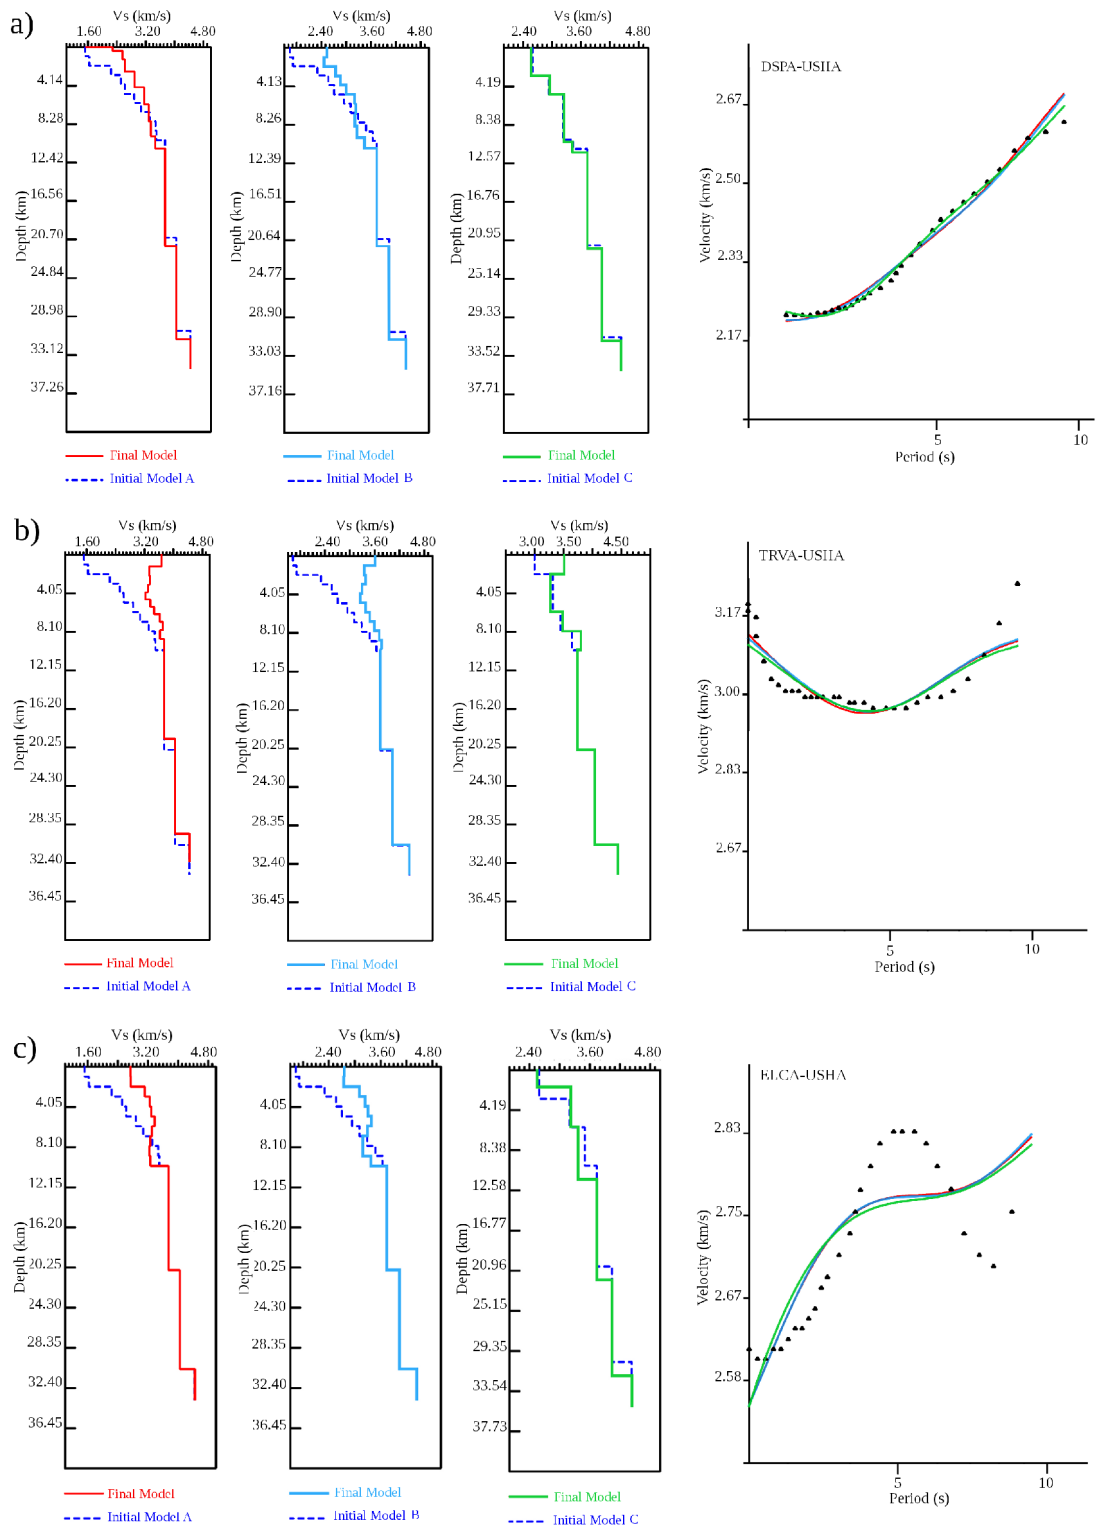 a)
Vs (km/s)
1.60 3.20 4.80
Depth (km)
4.14
8.28
12.42
16.56
20.70
24.84
28.98
33.12
37.26
Final Model
Initial Model A
Vs (km/s)
2.40 3.60 4.80
Depth (km)
4.13
8.26
12.39
16.51
20.64
24.77
28.90
33.03
37.16
Final Model
Initial Model B
Vs (km/s)
2.40 3.60 4.80
Depth (km)
4.19
8.38
12.57
16.76
20.95
25.14
29.33
33.52
37.71
Final Model
Initial Model C
DSPA-USHA
Velocity (km/s)
2.67
2.50
2.33
2.17
5 10
Period (s)
b)
Vs (km/s)
1.60 3.20 4.80
Depth (km)
4.05
8.10
12.15
16.20
20.25
24.30
28.35
32.40
36.45
Final Model
Initial Model A
Vs (km/s)
2.40 3.60 4.80
Depth (km)
4.05
8.10
12.15
16.20
20.25
24.30
28.35
32.40
36.45
Final Model
Initial Model B
Vs (km/s)
3.00 3.50 4.50
Depth (km)
4.05
8.10
12.15
16.20
20.25
24.30
28.35
32.40
36.45
Final Model
Initial Model C
TRVA-USHA
Velocity (km/s)
3.17
3.00
2.83
2.67
5 10
Period (s)
c)
Vs (km/s)
1.60 3.20 4.80
Depth (km)
4.05
8.10
12.15
16.20
20.25
24.30
28.35
32.40
36.45
Final Model
Initial Model A
Vs (km/s)
2.40 3.60 4.80
Depth (km)
4.05
8.10
12.15
16.20
20.25
24.30
28.35
32.40
36.45
Final Model
Initial Model B
Vs (km/s)
2.40 3.60 4.80
Depth (km)
4.19
8.38
12.58
16.77
20.96
25.15
29.35
33.54
37.73
Final Model
Initial Model C
ELCA-USHA
Velocity (km/s)
2.83
2.75
2.67
2.58
5 10
Period (s)